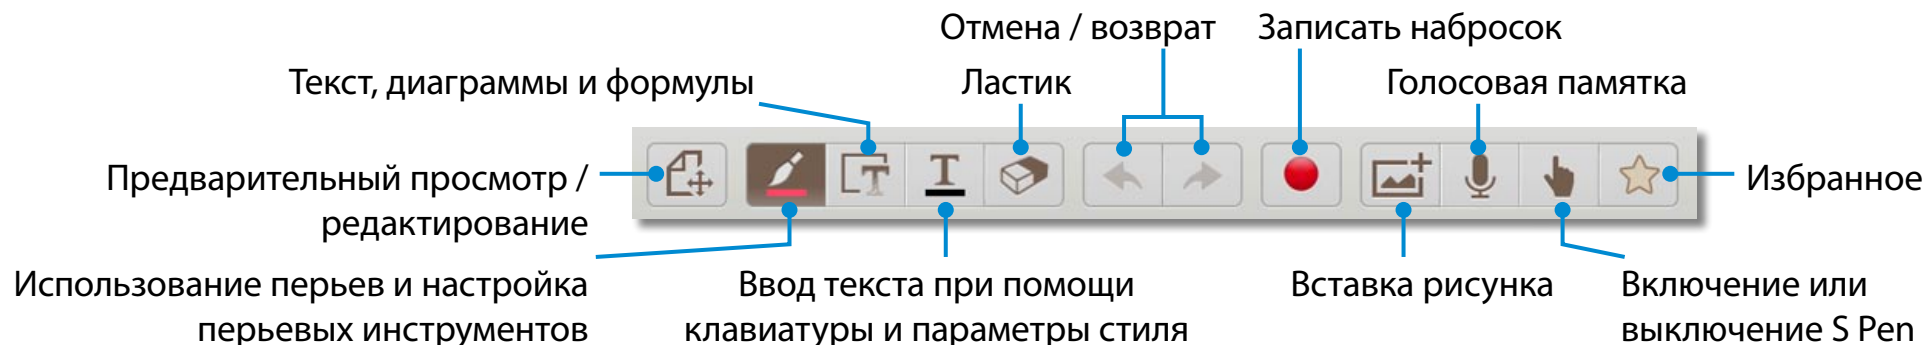 Отмена / возврат
Записать набросок
Текст, диаграммы и формулы
Ластик
Голосовая памятка
Предварительный просмотр /
редактирование
Избранное
Использование перьев и настройка
перьевых инструментов
Ввод текста при помощи
клавиатуры и параметры стиля
Вставка рисунка
Включение или
выключение S Pen